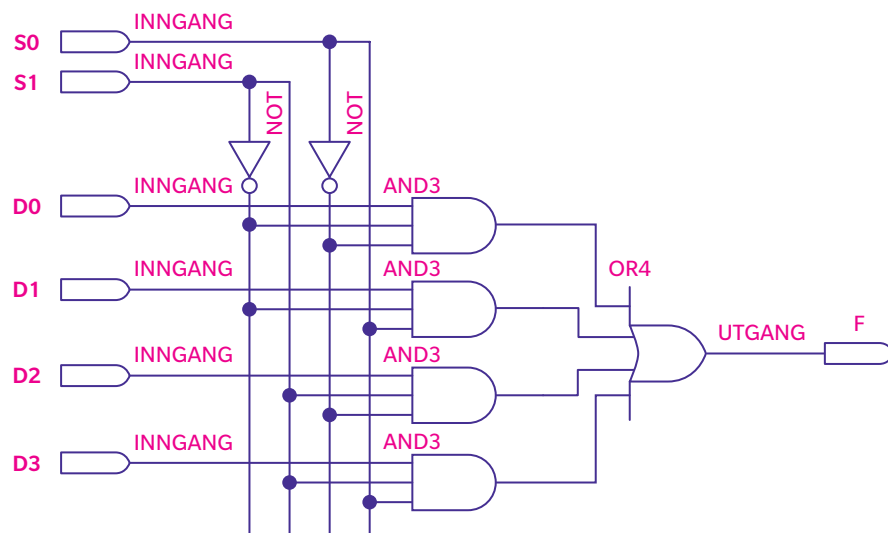 INNGANG
S0
INNGANG
S1
NOT
NOT
INNGANG
AND3
D0
INNGANG
AND3
OR4
D1
UTGANG
F
INNGANG
AND3
D2
INNGANG
AND3
D3